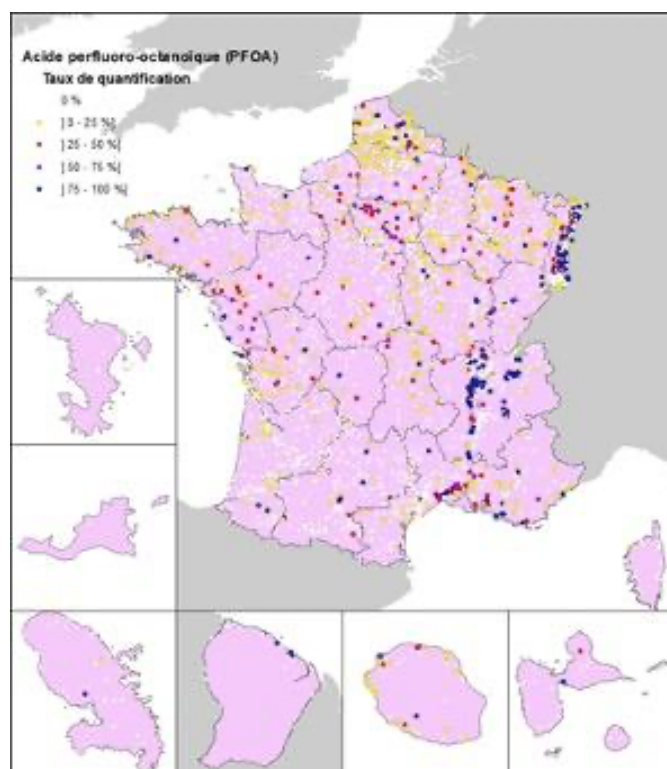 Acide perfluoro-octanoïque (PFOA)
Taux de quantification
0 %
] 0 - 25 %[
] 25 - 50 %[
] 50 - 75 %[
] 75 - 100 %[